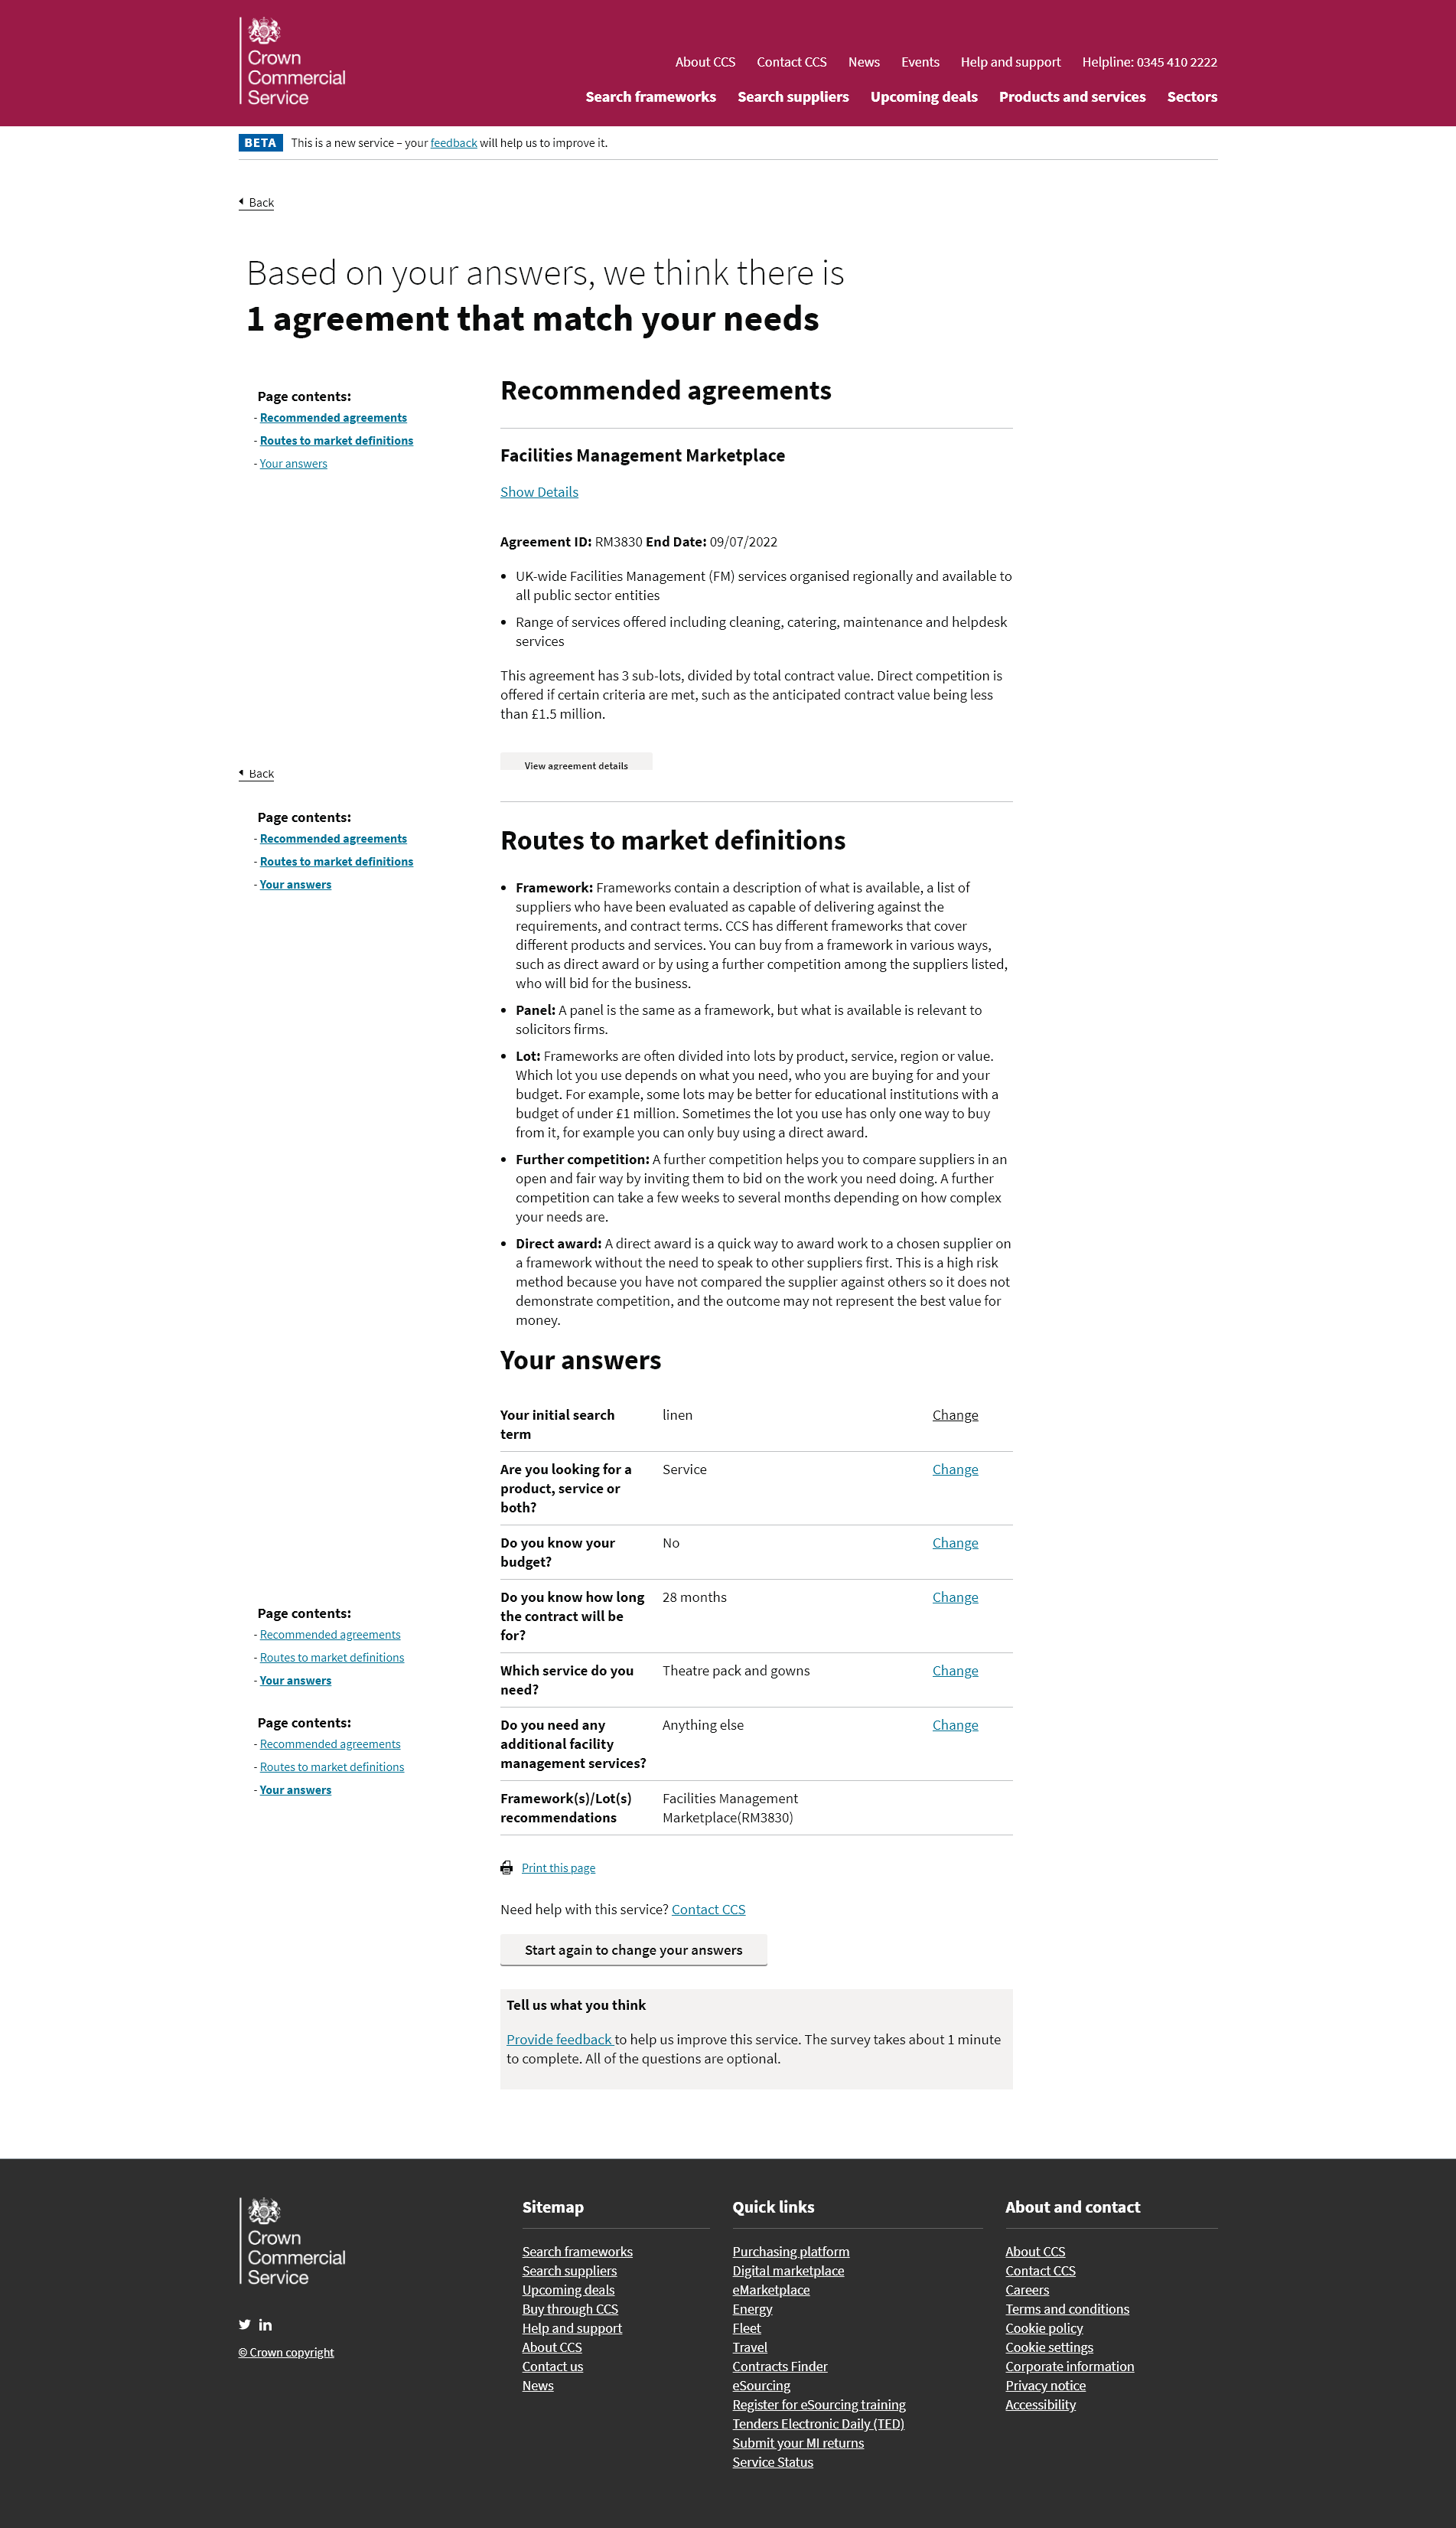 Crown
Commercial
Service
About CCS
Contact CCS
News
Events
Help and support
Helpline: 0345 410 2222
Search frameworks
Search suppliers
Upcoming deals
Products and services
Sectors
BETA This is a new service – your feedback will help us to improve it.
Back
Based on your answers, we think there is
1 agreement that match your needs
Page contents:
- Recommended agreements
- Routes to market definitions
- Your answers
Recommended agreements
Facilities Management Marketplace
Show Details
Agreement ID: RM3830 End Date: 09/07/2022
• UK-wide Facilities Management (FM) services organised regionally and available to
all public sector entities
• Range of services offered including cleaning, catering, maintenance and helpdesk
services
This agreement has 3 sub-lots, divided by total contract value. Direct competition is
offered if certain criteria are met, such as the anticipated contract value being less
than £1.5 million.
View agreement details
Back
Page contents:
- Recommended agreements
- Routes to market definitions
- Your answers
Routes to market definitions
• Framework: Frameworks contain a description of what is available, a list of
suppliers who have been evaluated as capable of delivering against the
requirements, and contract terms. CCS has different frameworks that cover
different products and services. You can buy from a framework in various ways,
such as direct award or by using a further competition among the suppliers listed,
who will bid for the business.
• Panel: A panel is the same as a framework, but what is available is relevant to
solicitors firms.
• Lot: Frameworks are often divided into lots by product, service, region or value.
Which lot you use depends on what you need, who you are buying for and your
budget. For example, some lots may be better for educational institutions with a
budget of under £1 million. Sometimes the lot you use has only one way to buy
from it, for example you can only buy using a direct award.
• Further competition: A further competition helps you to compare suppliers in an
open and fair way by inviting them to bid on the work you need doing. A further
competition can take a few weeks to several months depending on how complex
your needs are.
• Direct award: A direct award is a quick way to award work to a chosen supplier on
a framework without the need to speak to other suppliers first. This is a high risk
method because you have not compared the supplier against others so it does not
demonstrate competition, and the outcome may not represent the best value for
money.
Your answers
Your initial search
term
linen
Change
Are you looking for a
product, service or
both?
Service
Change
Do you know your
budget?
No
Change
Do you know how long
the contract will be
for?
28 months
Change
Which service do you
need?
Theatre pack and gowns
Change
Do you need any
additional facility
management services?
Anything else
Change
Framework(s)/Lot(s)
recommendations
Facilities Management
Marketplace(RM3830)
Page contents:
- Recommended agreements
- Routes to market definitions
- Your answers
Page contents:
- Recommended agreements
- Routes to market definitions
- Your answers
Print this page
Need help with this service? Contact CCS
Start again to change your answers
Tell us what you think
Provide feedback to help us improve this service. The survey takes about 1 minute
to complete. All of the questions are optional.
Crown
Commercial
Service
© Crown copyright
Sitemap
Search frameworks
Search suppliers
Upcoming deals
Buy through CCS
Help and support
About CCS
Contact us
News
Quick links
Purchasing platform
Digital marketplace
eMarketplace
Energy
Fleet
Travel
Contracts Finder
eSourcing
Register for eSourcing training
Tenders Electronic Daily (TED)
Submit your MI returns
Service Status
About and contact
About CCS
Contact CCS
Careers
Terms and conditions
Cookie policy
Cookie settings
Corporate information
Privacy notice
Accessibility